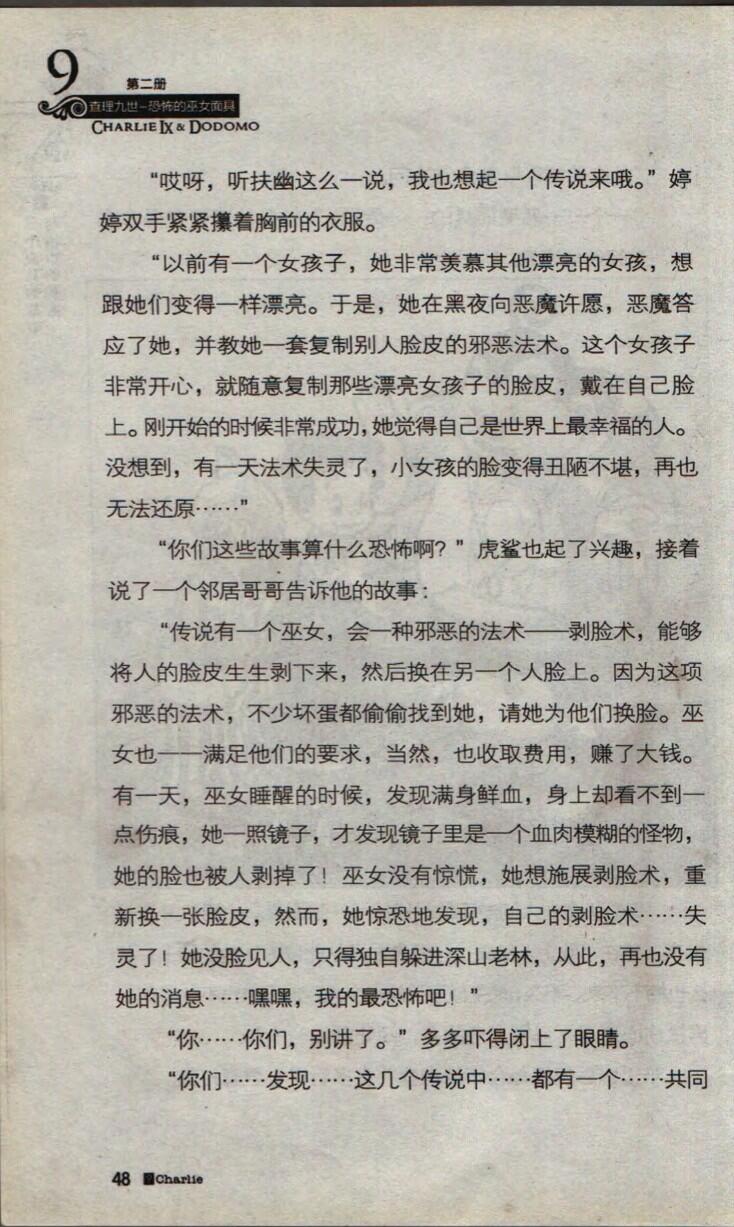 9
第二册
查理九世-恐怖的巫女面具
CHARLIE IX & DODOMO
“哎呀，听扶幽这么一说，我也想起一个传说来哦。”婷
婷双手紧紧攥着胸前的衣服。
“以前有一个女孩子，她非常羡慕其他漂亮的女孩，想
跟她们变得一样漂亮。于是，她在黑夜向恶魔许愿，恶魔答
应了她，并教她一套复制别人脸皮的邪恶法术。这个女孩子
非常开心，就随意复制那些漂亮女孩子的脸皮，戴在自己脸
上。刚开始的时候非常成功，她觉得自己是世界上最幸福的人。
没想到，有一天法术失灵了，小女孩的脸变得丑陋不堪，再也
无法还原……”
“你们这些故事算什么恐怖啊？”虎鲨也起了兴趣，接着
说了一个邻居哥哥告诉他的故事：
“传说有一个巫女，会一种邪恶的法术——剥脸术，能够
将人的脸皮生生剥下来，然后换在另一个人脸上。因为这项
邪恶的法术，不少坏蛋都偷偷找到她，请她为他们换脸。巫
女也一一满足他们的要求，当然，也收取费用，赚了大钱。
有一天，巫女睡醒的时候，发现满身鲜血，身上却看不到一
点伤痕，她一照镜子，才发现镜子里是一个血肉模糊的怪物，
她的脸也被人剥掉了！巫女没有惊慌，她想施展剥脸术，重
新换一张脸皮，然而，她惊恐地发现，自己的剥脸术……失
灵了！她没脸见人，只得独自躲进深山老林，从此，再也没有
她的消息……嘿嘿，我的最恐怖吧！”
“你……你们，别讲了。”多多吓得闭上了眼睛。
“你们……发现……这几个传说中……都有一个……共同
48 Charlie